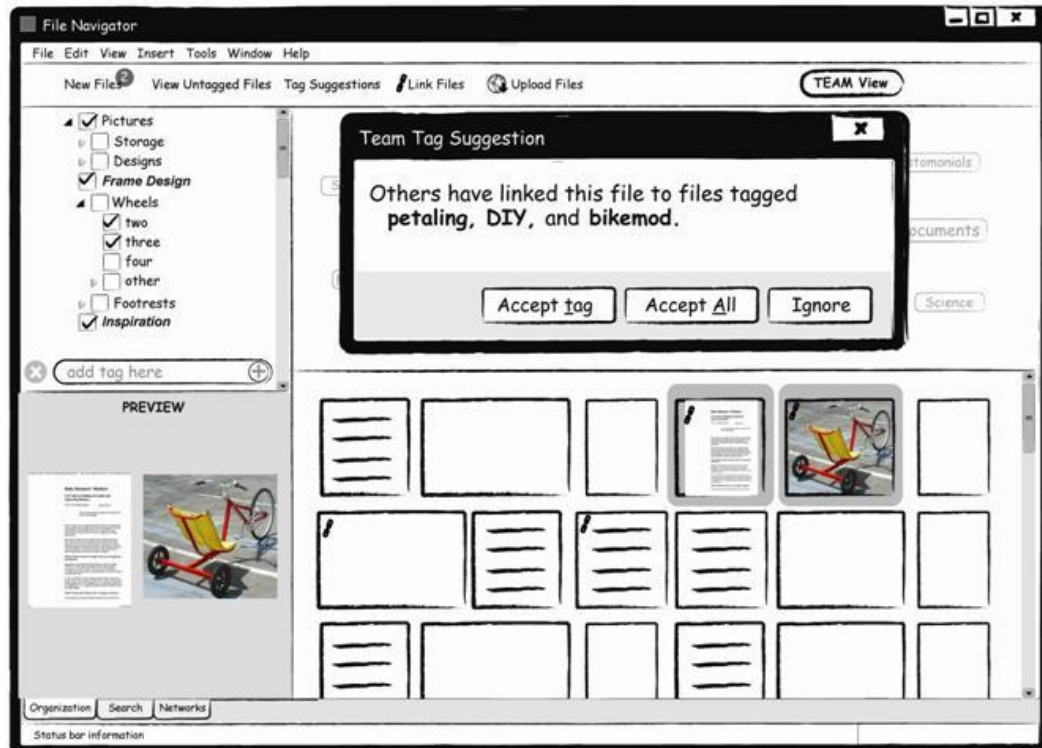 File Navigator
File Edit View Insert Tools Window Help
New Files 2 View Untagged Files Tag Suggestions Link Files Upload Files TEAM View
Pictures
Storage
Designs
Frame Design
Wheels
two
three
four
other
Footrests
Inspiration
add tag here
Team Tag Suggestion
x
Others have linked this file to files tagged
petaling, DIY, and bikemod.
Accept tag Accept All Ignore
Science
PREVIEW
Organization Search Networks
Status bar information